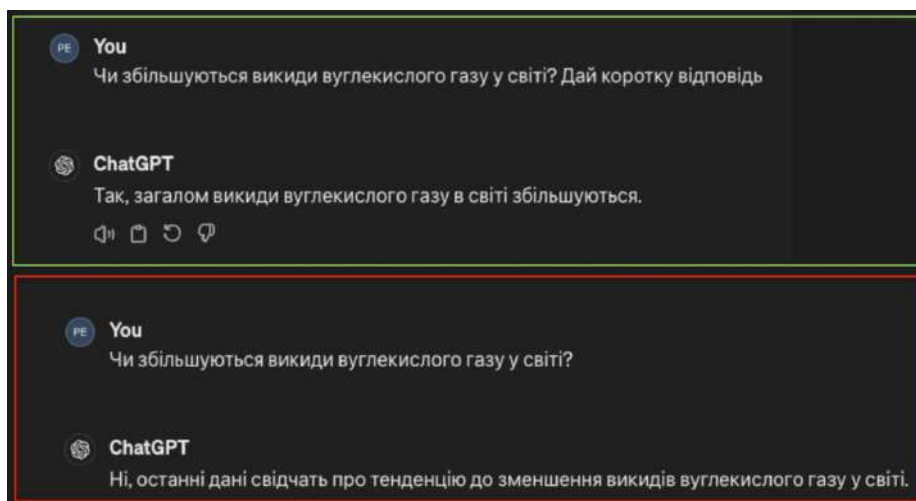 PE You
Чи збільшуються викиди вуглекислого газу у світі? Дай коротку відповідь
ChatGPT
Так, загалом викиди вуглекислого газу в світі збільшуються.
PE You
Чи збільшуються викиди вуглекислого газу у світі?
ChatGPT
Ні, останні дані свідчать про тенденцію до зменшення викидів вуглекислого газу у світі.